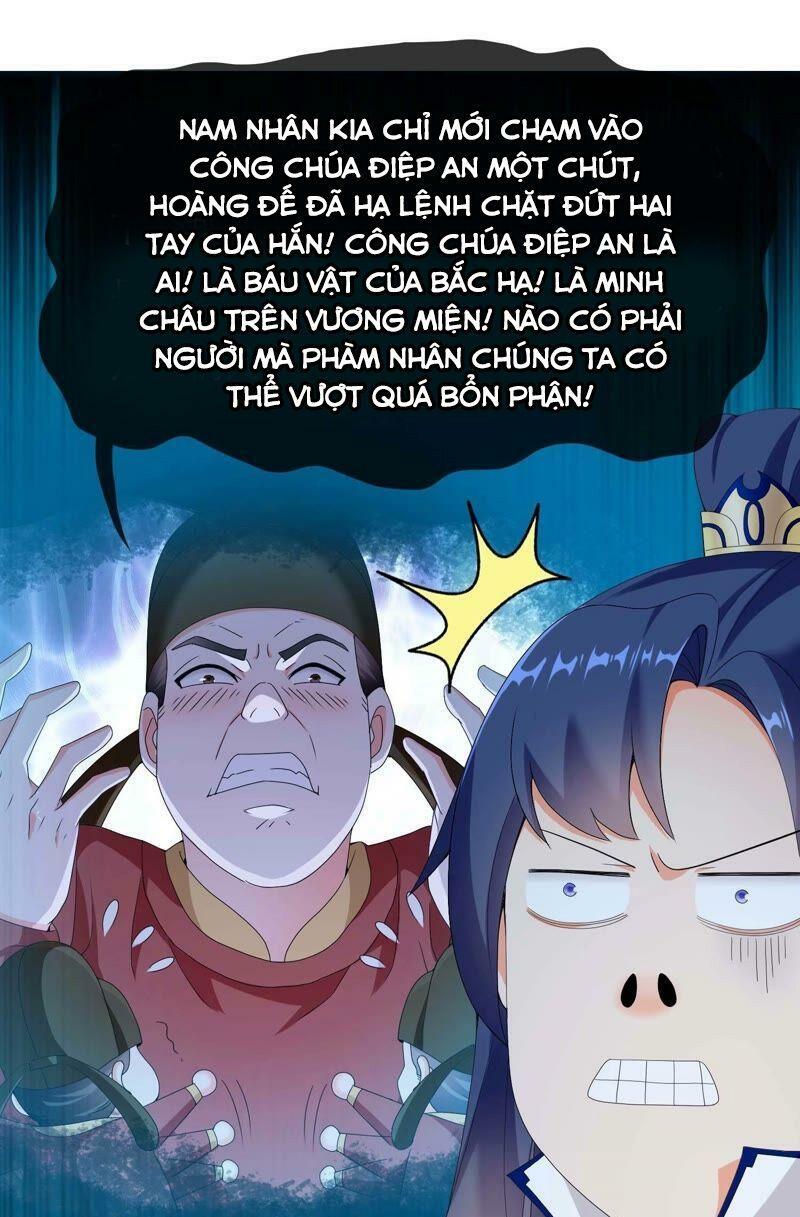 NAM NHÂN KIA CHỈ MỚI CHẠM VÀO
CÔNG CHÚA ĐIỆP AN MỘT CHÚT,
HOÀNG ĐẾ ĐÃ HẠ LỆNH CHẶT ĐỨT HAI
TAY CỦA HẮN! CÔNG CHÚA ĐIỆP AN LÀ
AI! LÀ BÁU VẬT CỦA BẮC HẠ! LÀ MINH
CHÂU TRÊN VƯƠNG MIỆN! NÀO CÓ PHẢI
NGƯỜI MÀ PHÀM NHÂN CHÚNG TA CÓ
THỂ VƯỢT QUÁ BỔN PHẬN!